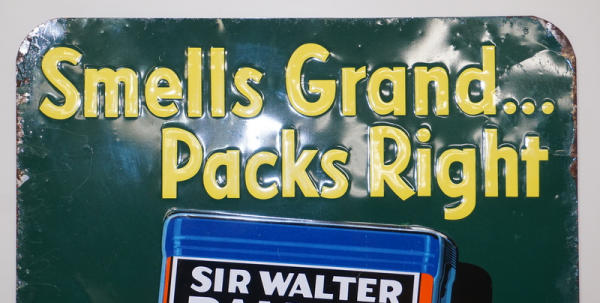 Smells Grand...
Packs Right
SIR WALTER